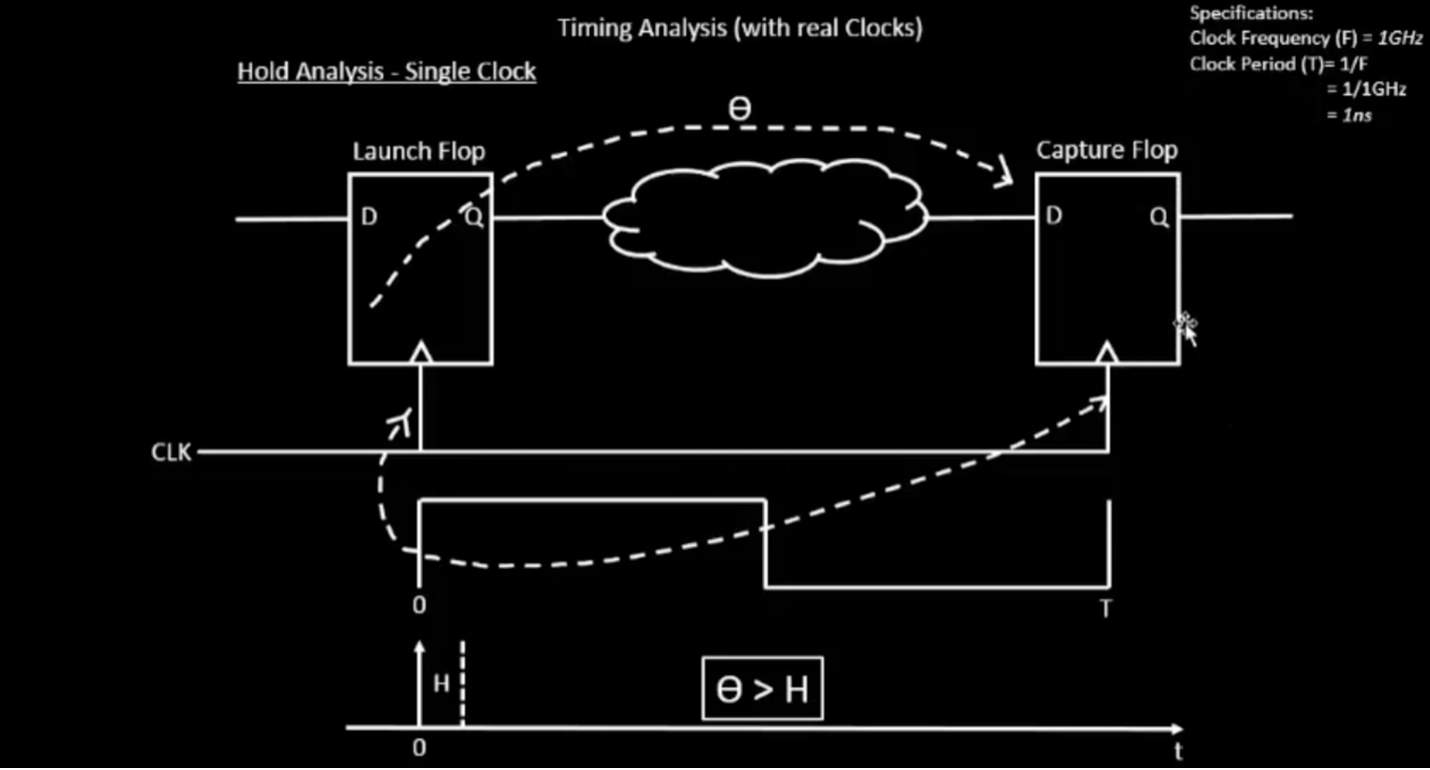 Timing Analysis (with real Clocks)
Specifications:
Clock Frequency (F) = 1GHz
Clock Period (T)= 1/F
= 1/1GHz
= 1ns
Hold Analysis - Single Clock
Ɵ
Launch Flop
Capture Flop
D
Q
D
Q
CLK
0
T
H
Ɵ > H
0
t